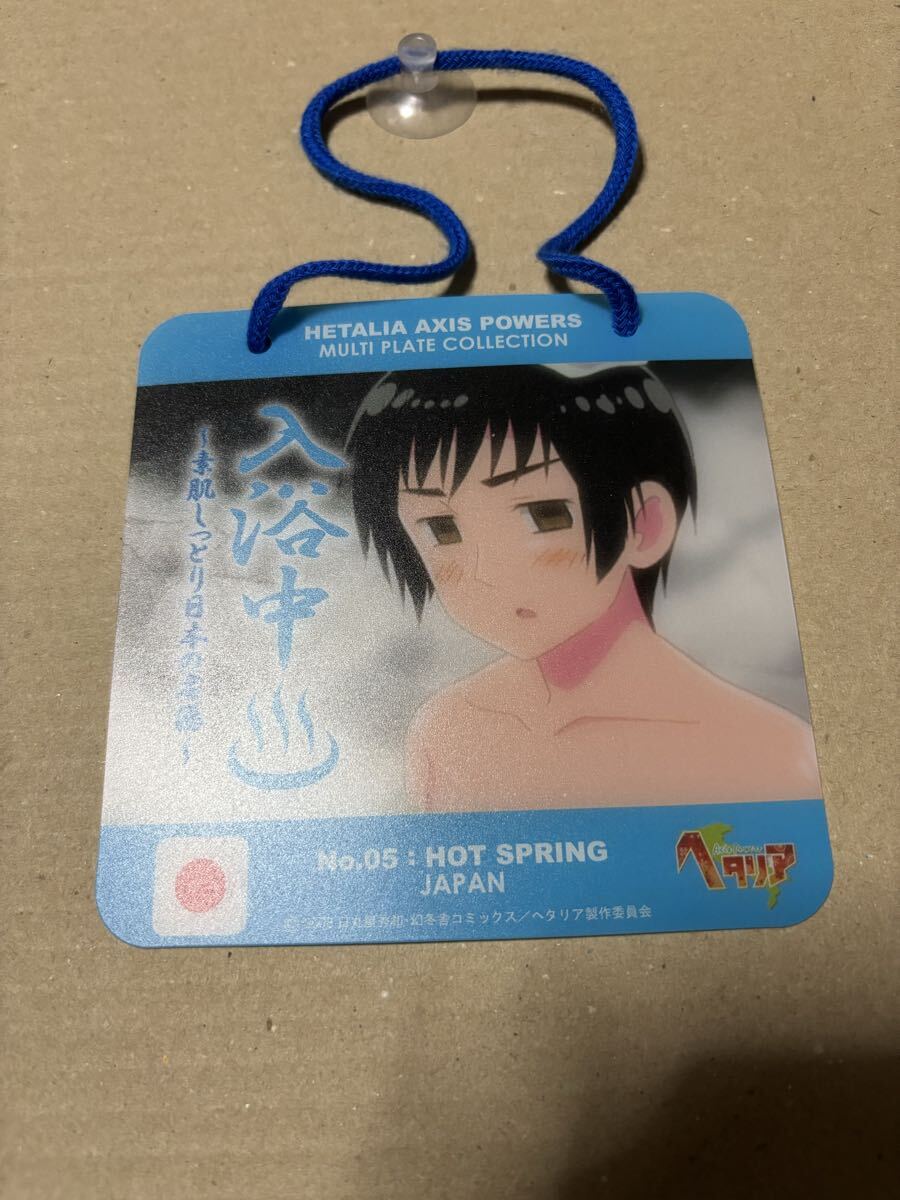 HETALIA AXIS POWERS
MULTI PLATE COLLECTION
入浴中
～素肌しっとり日本の
No.05 : HOT SPRING
JAPAN
Axis Powers
ヘタリア
日丸屋秀和・幻冬舎コミックス／ヘタリア製作委員会